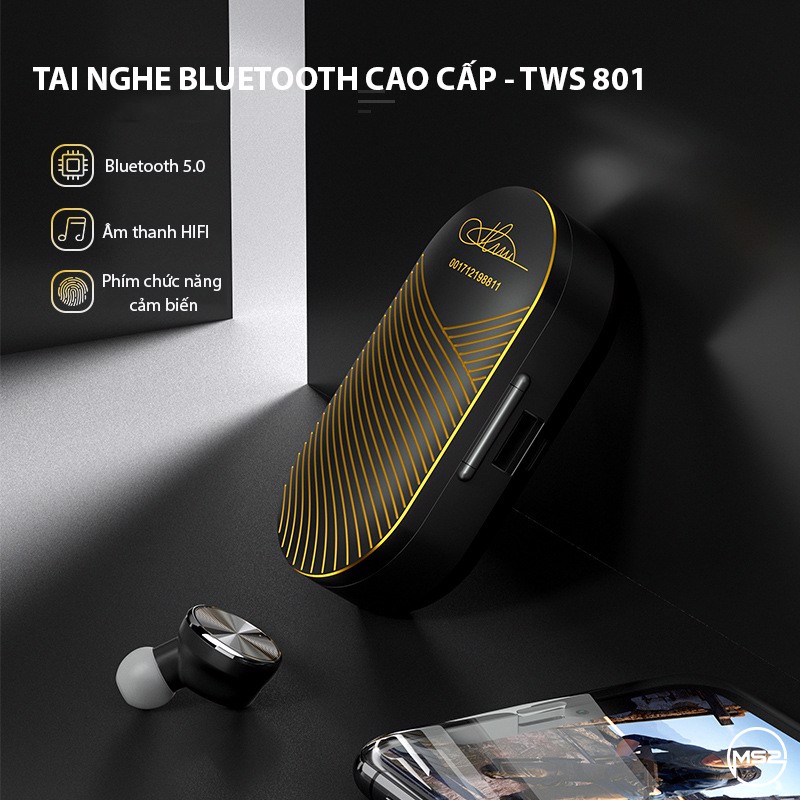 TAI NGHE BLUETOOTH CAO CẤP - TWS 801
Bluetooth 5.0
Âm thanh HIFI
Phím chức năng
cảm biến
001712198811
MS2